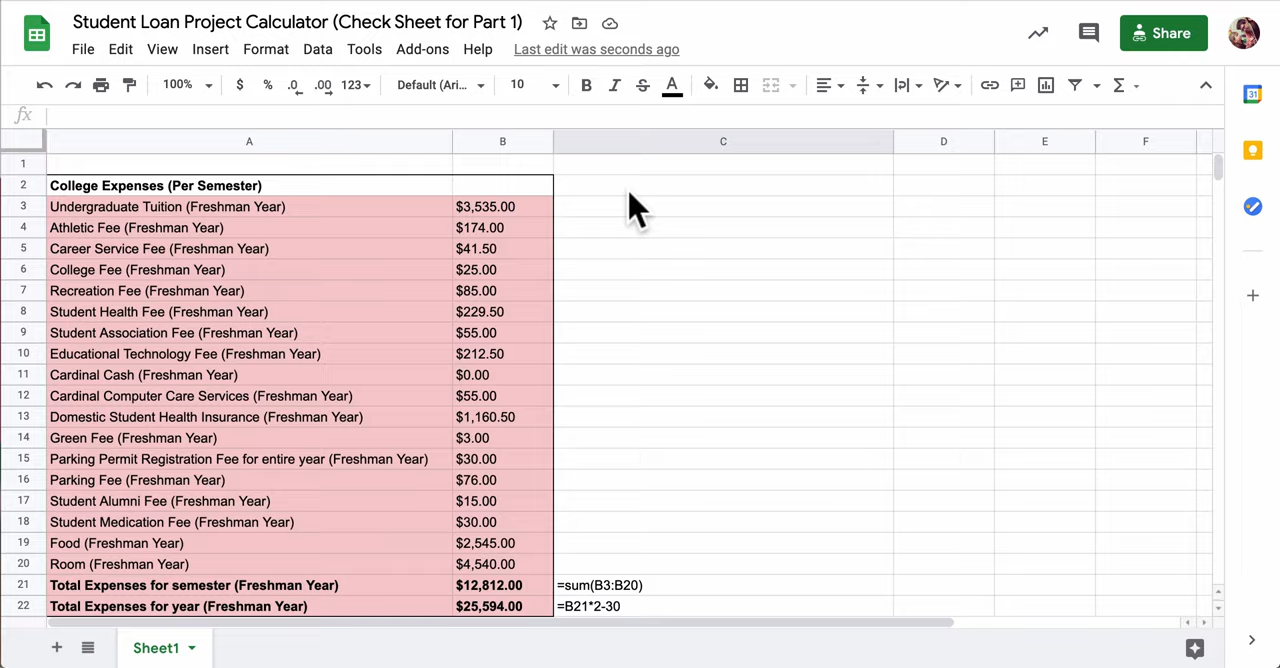 Student Loan Project Calculator (Check Sheet for Part 1)
File Edit View Insert Format Data Tools Add-ons Help Last edit was seconds ago
Share
100% $ % .0 .00 123 Default (Ari... 10 B I S A Σ
fx
A B C D E F
1
2 College Expenses (Per Semester)
3 Undergraduate Tuition (Freshman Year) $3,535.00
4 Athletic Fee (Freshman Year) $174.00
5 Career Service Fee (Freshman Year) $41.50
6 College Fee (Freshman Year) $25.00
7 Recreation Fee (Freshman Year) $85.00
8 Student Health Fee (Freshman Year) $229.50
9 Student Association Fee (Freshman Year) $55.00
10 Educational Technology Fee (Freshman Year) $212.50
11 Cardinal Cash (Freshman Year) $0.00
12 Cardinal Computer Care Services (Freshman Year) $55.00
13 Domestic Student Health Insurance (Freshman Year) $1,160.50
14 Green Fee (Freshman Year) $3.00
15 Parking Permit Registration Fee for entire year (Freshman Year) $30.00
16 Parking Fee (Freshman Year) $76.00
17 Student Alumni Fee (Freshman Year) $15.00
18 Student Medication Fee (Freshman Year) $30.00
19 Food (Freshman Year) $2,545.00
20 Room (Freshman Year) $4,540.00
21 Total Expenses for semester (Freshman Year) $12,812.00 =sum(B3:B20)
22 Total Expenses for year (Freshman Year) $25,594.00 =B21*2-30
Sheet1
31